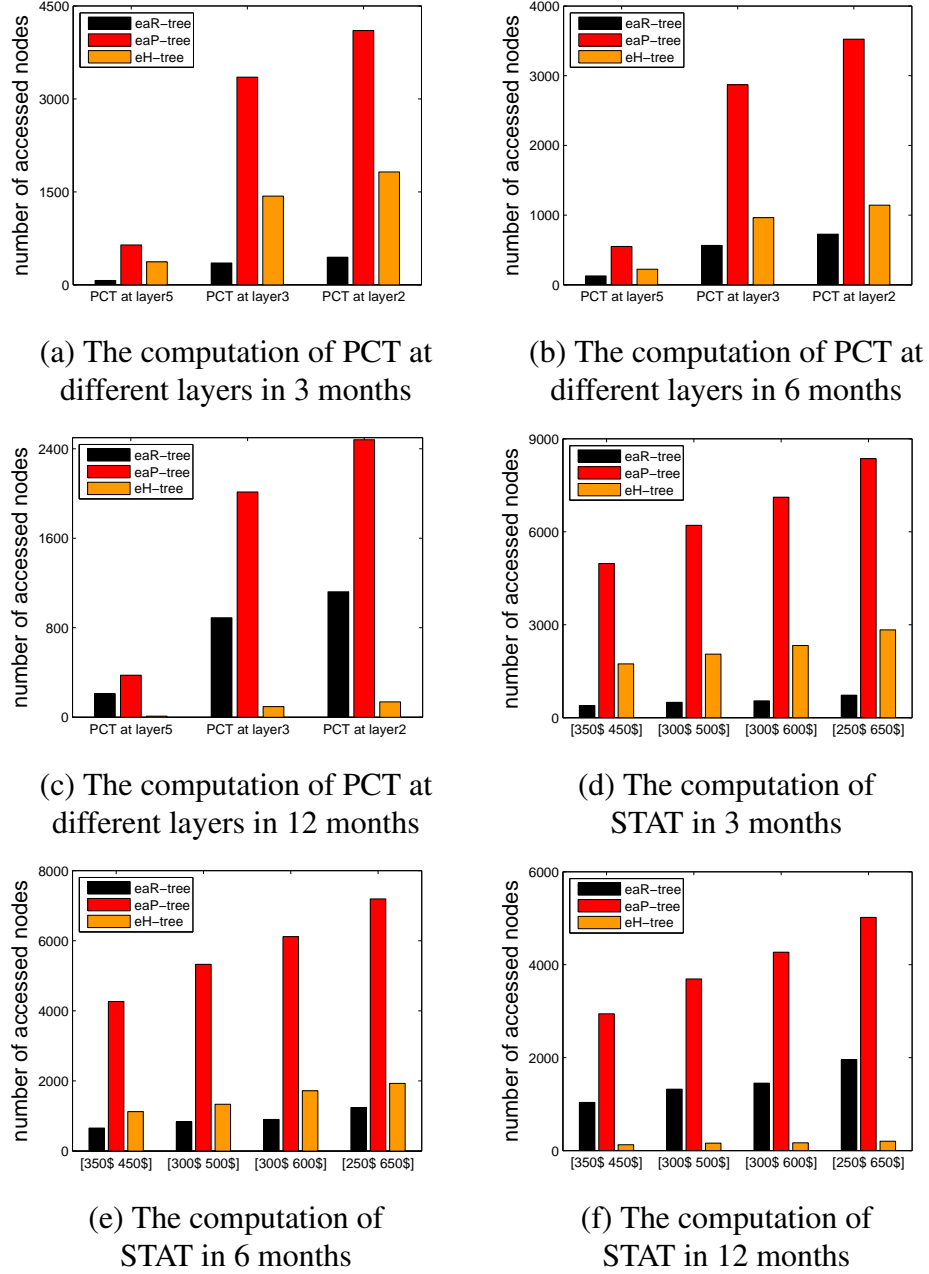 number of accessed nodes
4500
3000
1500
0
eaR-tree
eaP-tree
eH-tree
PCT at layer5 PCT at layer3 PCT at layer2
(a) The computation of PCT at
different layers in 3 months
number of accessed nodes
4000
3000
2000
1000
0
eaR-tree
eaP-tree
eH-tree
PCT at layer5 PCT at layer3 PCT at layer2
(b) The computation of PCT at
different layers in 6 months
number of accessed nodes
2400
1600
800
0
eaR-tree
eaP-tree
eH-tree
PCT at layer5 PCT at layer3 PCT at layer2
(c) The computation of PCT at
different layers in 12 months
number of accessed nodes
9000
6000
3000
0
eaR-tree
eaP-tree
eH-tree
[350$ 450$] [300$ 500$] [300$ 600$] [250$ 650$]
(d) The computation of
STAT in 3 months
number of accessed nodes
8000
6000
4000
2000
0
eaR-tree
eaP-tree
eH-tree
[350$ 450$] [300$ 500$] [300$ 600$] [250$ 650$]
(e) The computation of
STAT in 6 months
number of accessed nodes
6000
4000
2000
0
eaR-tree
eaP-tree
eH-tree
[350$ 450$] [300$ 500$] [300$ 600$] [250$ 650$]
(f) The computation of
STAT in 12 months